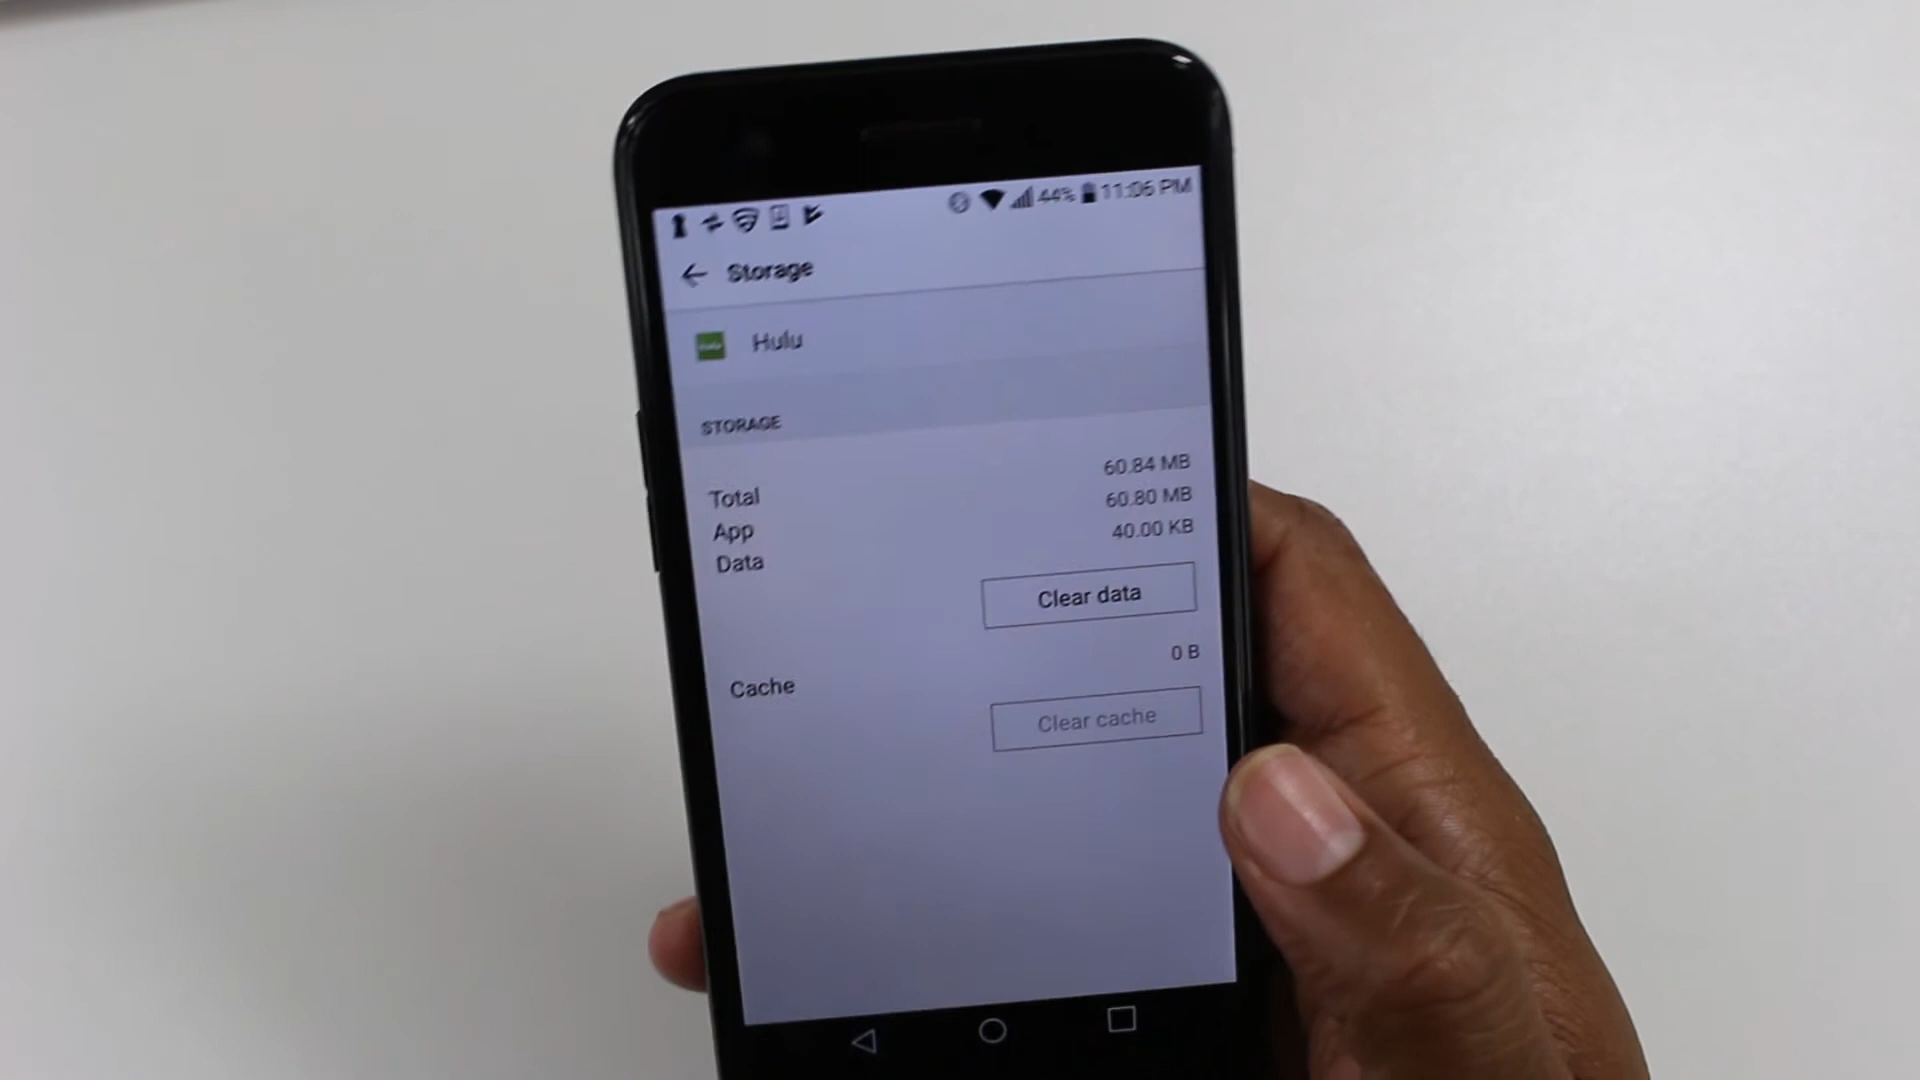 44% 11:06 PM
Storage
Hulu
STORAGE
Total 60.84 MB
App 60.80 MB
Data 40.00 KB
Clear data
Cache 0 B
Clear cache